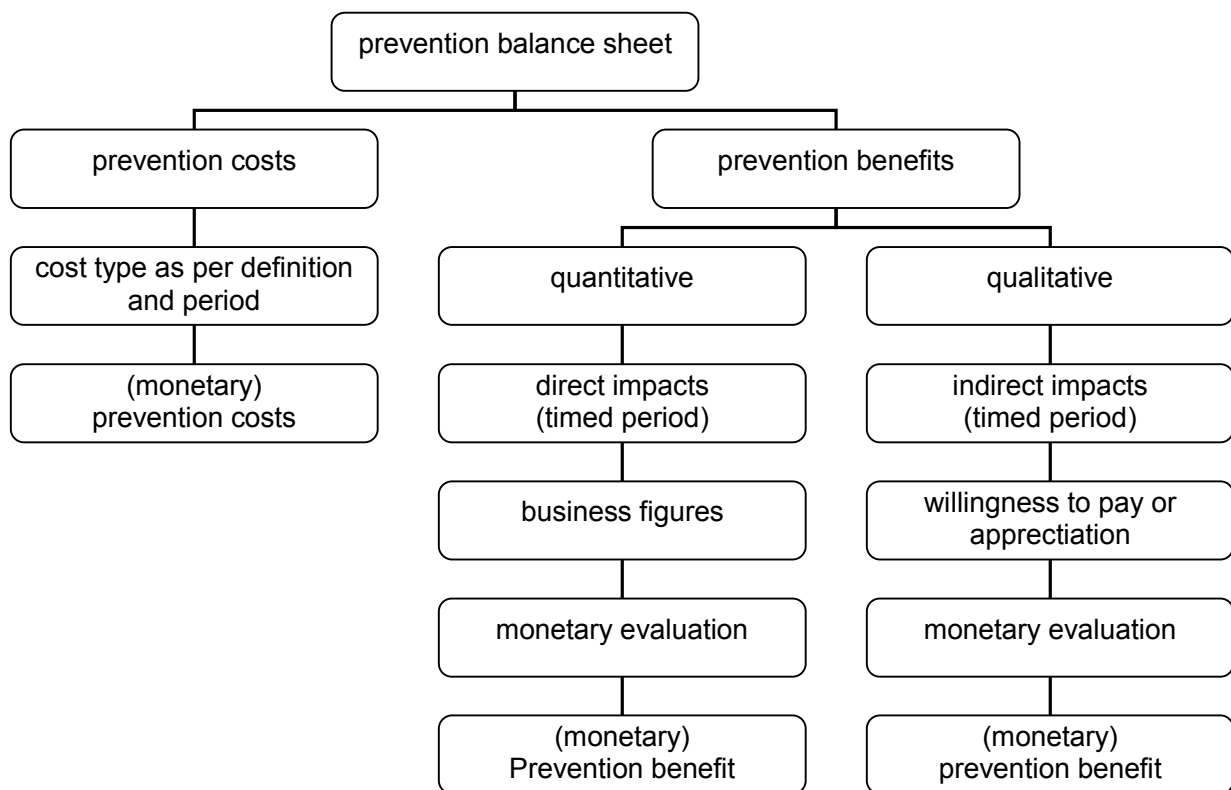 prevention balance sheet
prevention costs
prevention benefits
cost type as per definition
and period
quantitative
qualitative
(monetary)
prevention costs
direct impacts
(timed period)
indirect impacts
(timed period)
business figures
willingness to pay or
apprectiation
monetary evaluation
monetary evaluation
(monetary)
Prevention benefit
(monetary)
prevention benefit